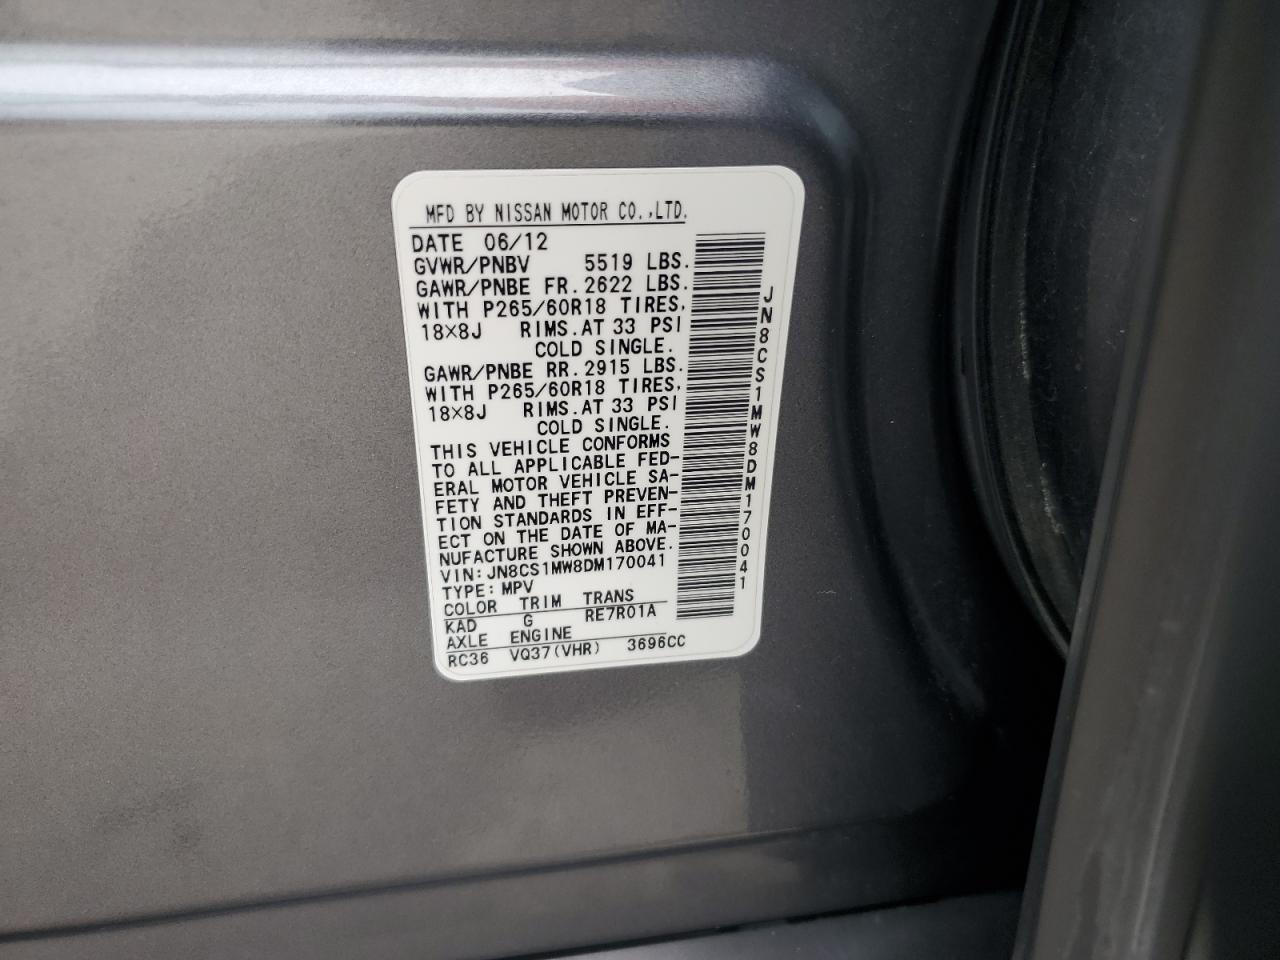 MFD BY NISSAN MOTOR CO.,LTD.
DATE 06/12
GVWR/PNBV 5519 LBS.
GAWR/PNBE FR. 2622 LBS.
WITH P265/60R18 TIRES,
18×8J RIMS. AT 33 PSI
COLD SINGLE.
GAWR/PNBE RR. 2915 LBS.
WITH P265/60R18 TIRES,
18×8J RIMS. AT 33 PSI
COLD SINGLE.
THIS VEHICLE CONFORMS
TO ALL APPLICABLE FED-
ERAL MOTOR VEHICLE SA-
FETY AND THEFT PREVEN-
TION STANDARDS IN EFF-
ECT ON THE DATE OF MA-
NUFACTURE SHOWN ABOVE.
VIN: JN8CS1MW8DM170041
TYPE: MPV
COLOR TRIM TRANS
KAD G RE7R01A
AXLE ENGINE
RC36 VQ37(VHR) 3696CC
JN8CS1MW8DM170041